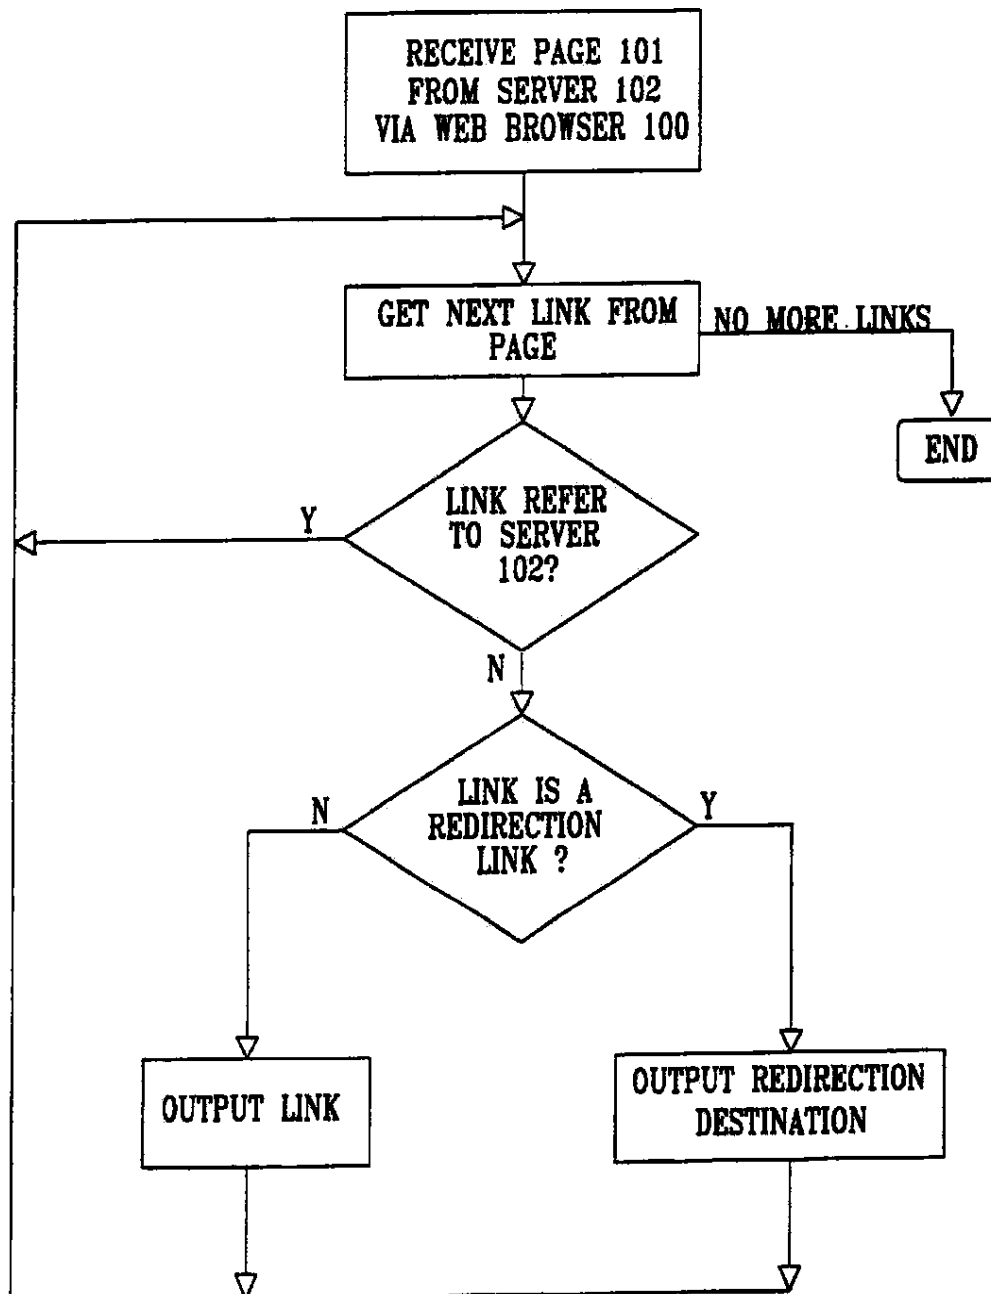 RECEIVE PAGE 101
FROM SERVER 102
VIA WEB BROWSER 100
GET NEXT LINK FROM
PAGE
NO MORE LINKS
END
LINK REFER
TO SERVER
102?
Y
N
LINK IS A
REDIRECTION
LINK ?
N
Y
OUTPUT LINK
OUTPUT REDIRECTION
DESTINATION